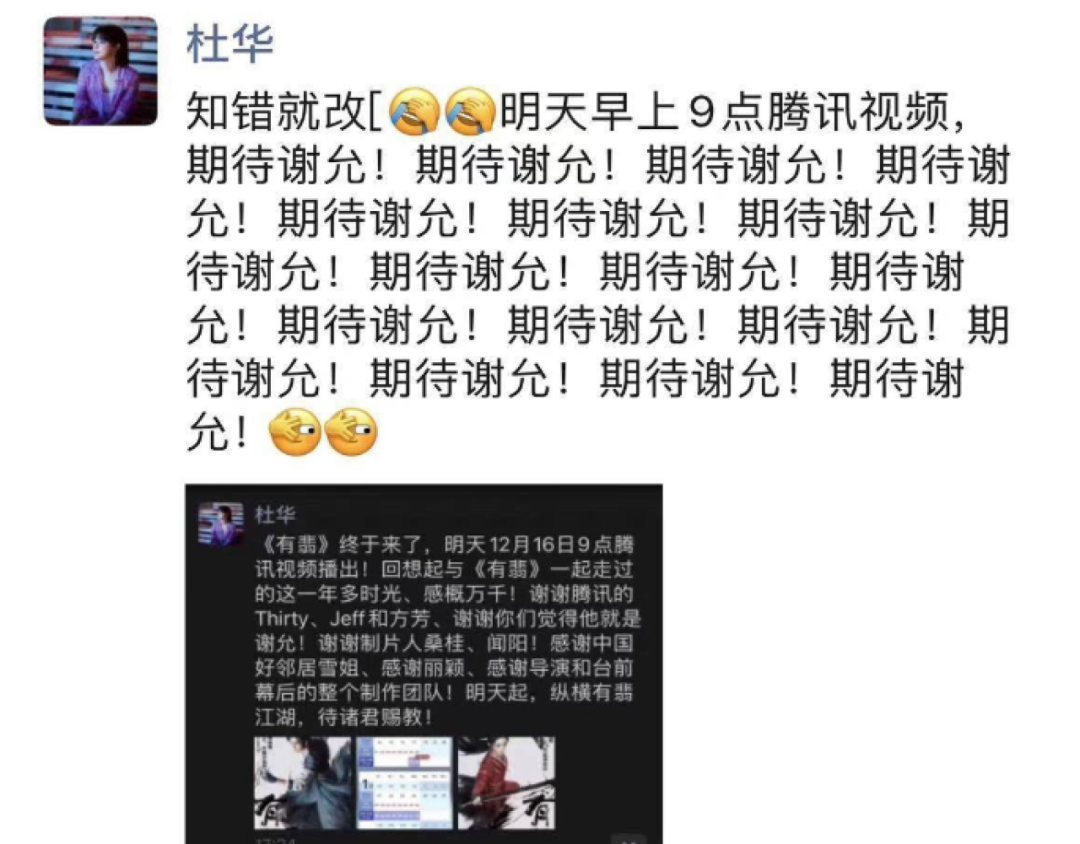 杜华
知错就改[🤦🤦明天早上9点腾讯视频，
期待谢允！期待谢允！期待谢允！期待谢
允！期待谢允！期待谢允！期待谢允！期
待谢允！期待谢允！期待谢允！期待谢
允！期待谢允！期待谢允！期待谢允！期
待谢允！期待谢允！期待谢允！期待谢
允！🫣🫣
杜华
《有翡》终于来了，明天12月16日9点腾
讯视频播出！回想起与《有翡》一起走过
的这一年多时光、感概万千！谢谢腾讯的
Thirty、Jeff和方芳、谢谢你们觉得他就是
谢允！谢谢制片人桑桂、闻阳！感谢中国
好邻居雪姐、感谢丽颖、感谢导演和台前
幕后的整个制作团队！明天起，纵横有翡
江湖，待诸君赐教！
有
有